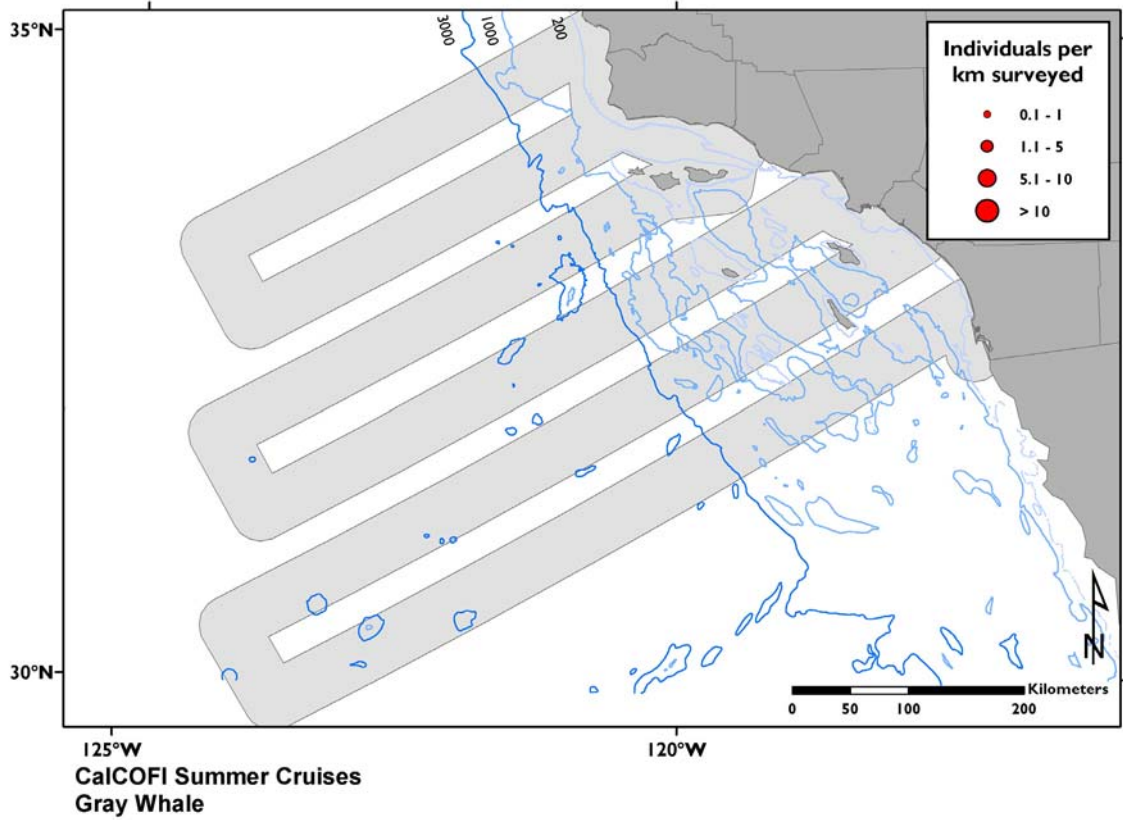 35°N
3000
1000
200
Individuals per
km surveyed
0.1 - 1
1.1 - 5
5.1 - 10
> 10
30°N
N
Kilometers
0 50 100 200
125°W
120°W
CalCOFI Summer Cruises
Gray Whale